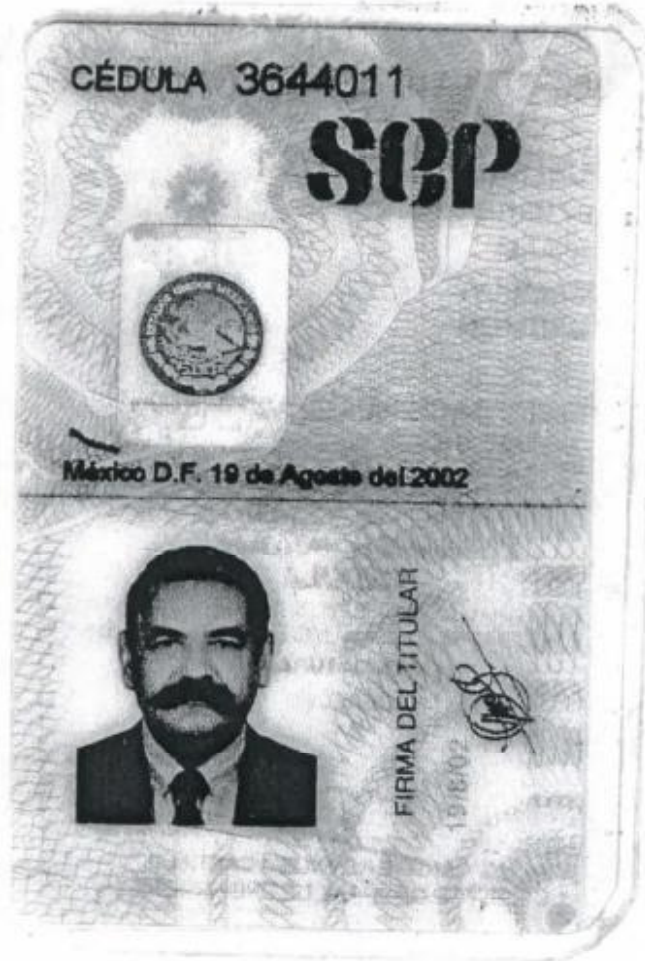 CÉDULA 3644011
SEP
México D.F. 19 de Agosto del 2002
FIRMA DEL TITULAR
19/8/02